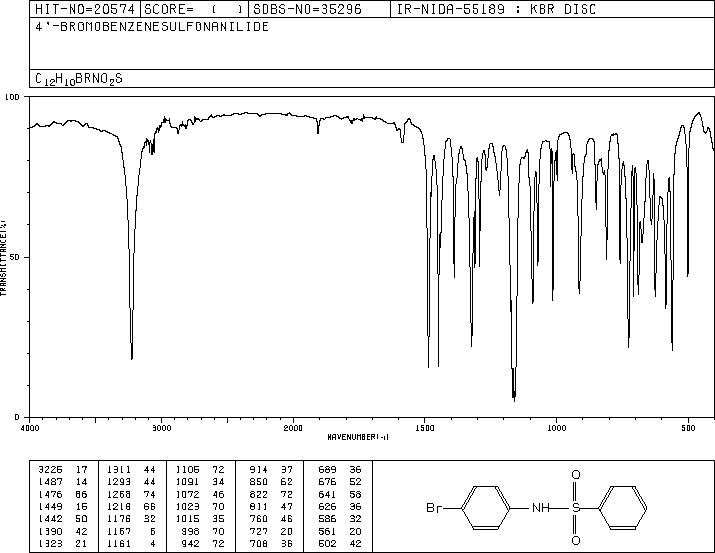 HIT-NO=20574 SCORE= ( ) SDBS-NO=35296 IR-NIDA-55189 : KBR DISC
4'-BROMOBENZENESULFONANILIDE
C12H10BRNO2S
100
50
0
TRANSMITTANCE(%)
4000 3000 2000 1500 1000 500
WAVENUMBER(-1)
3225 17 1311 44 1106 72 914 37 689 36
1487 14 1293 44 1091 34 850 62 676 52
1476 86 1268 74 1072 46 822 72 641 58
1449 15 1218 66 1023 70 811 47 626 36
1442 50 1176 32 1015 35 760 46 586 32
1390 42 1167 6 998 70 727 20 561 20
1323 21 1161 4 942 72 708 36 502 42
Br NH S O O